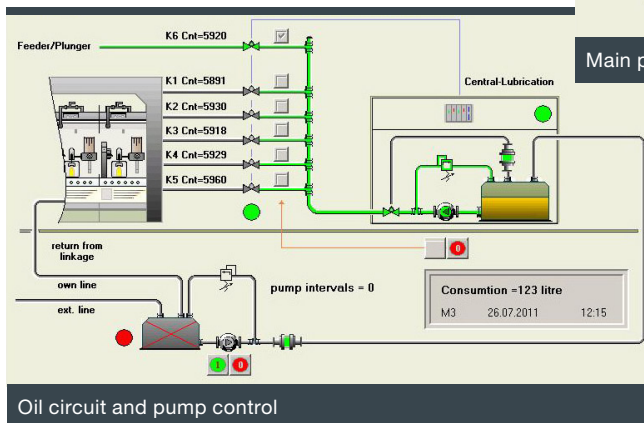 Main p
K6 Cnt=5920
Feeder/Plunger
K1 Cnt=5891
Central-Lubrication
K2 Cnt=5930
K3 Cnt=5918
K4 Cnt=5929
K5 Cnt=5960
0
return from
linkage
own line
pump intervals = 0
ext. line
Consumtion =123 litre
M3 26.07.2011 12:15
1 0
Oil circuit and pump control